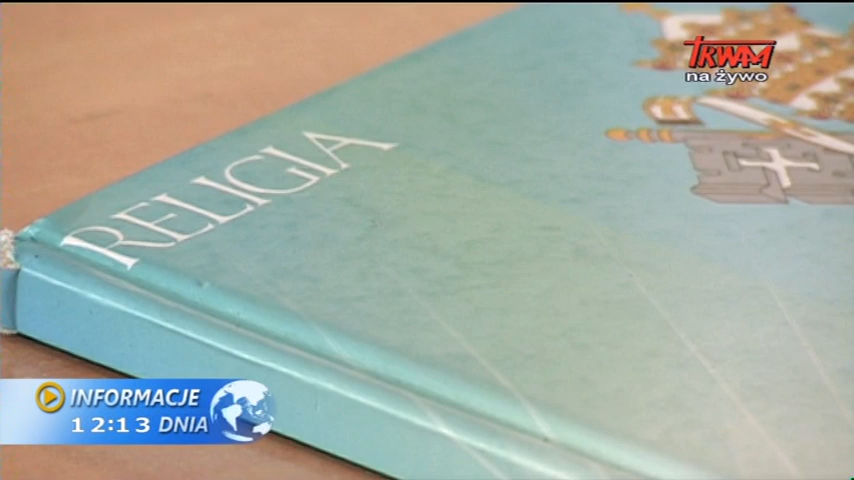 TRWAM
na żywo
RELIGIA
INFORMACJE
12:13 DNIA